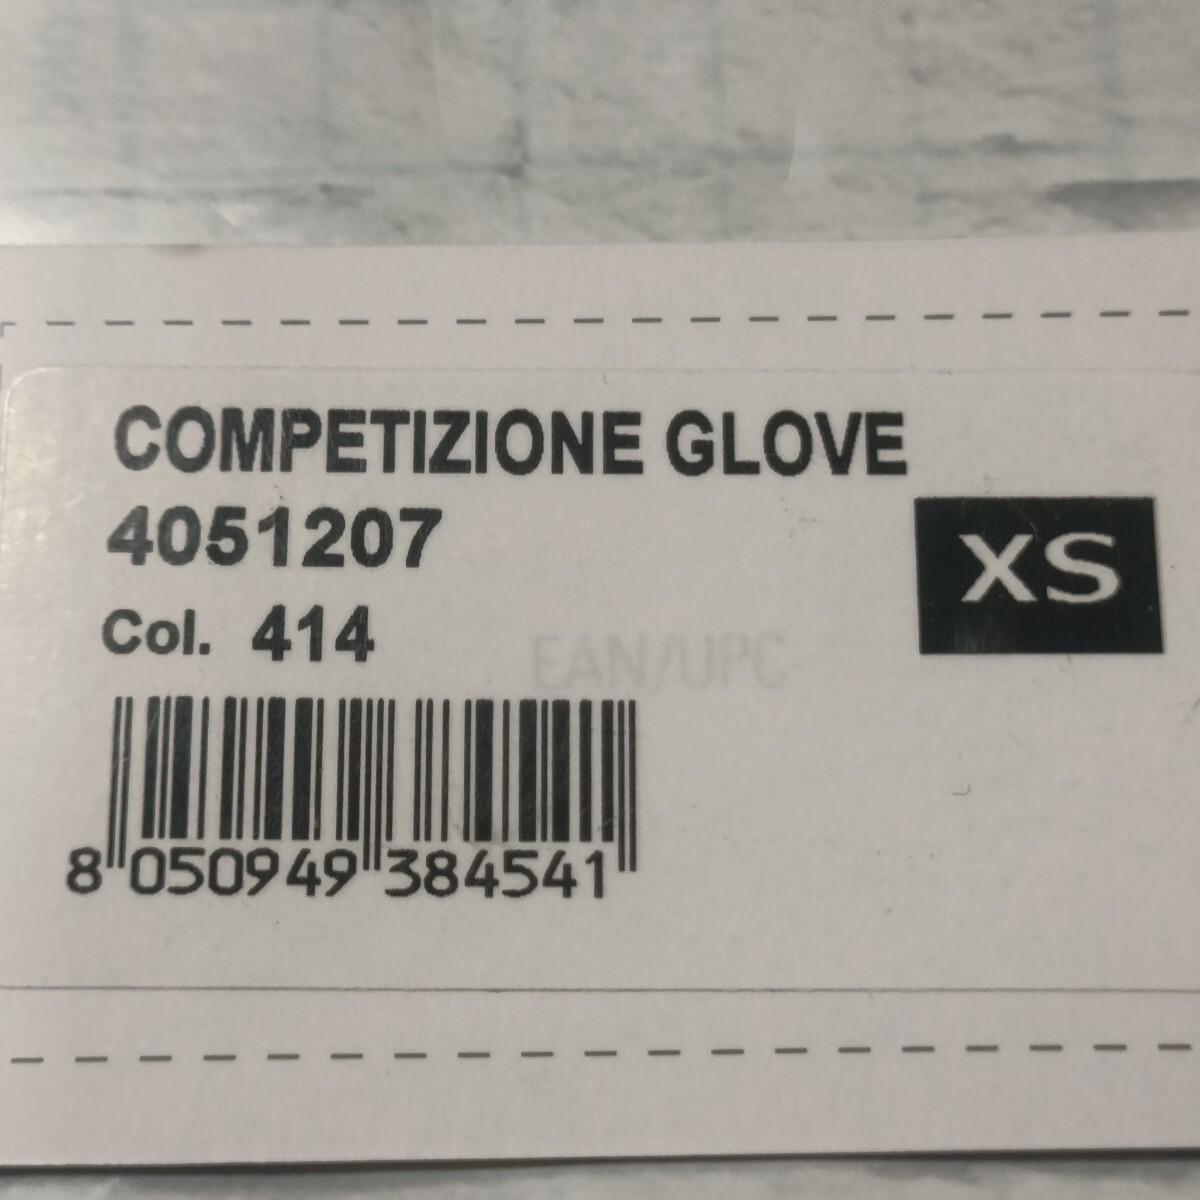 COMPETIZIONE GLOVE
4051207
XS
Col. 414
EAN/UPC
8 050949 384541